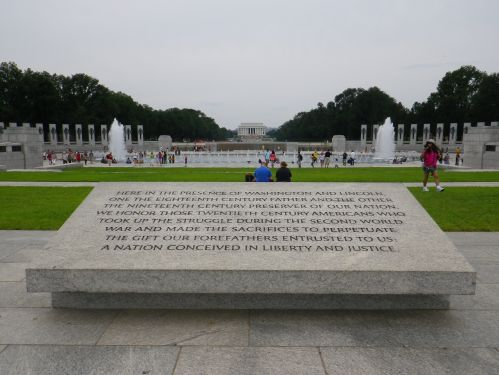 HERE IN THE PRESENCE OF WASHINGTON AND LINCOLN,
ONE THE EIGHTEENTH CENTURY FATHER AND THE OTHER
THE NINETEENTH CENTURY PRESERVER OF OUR NATION,
WE HONOR THOSE TWENTIETH CENTURY AMERICANS WHO
TOOK UP THE STRUGGLE DURING THE SECOND WORLD
WAR AND MADE THE SACRIFICES TO PERPETUATE
THE GIFT OUR FOREFATHERS ENTRUSTED TO US:
A NATION CONCEIVED IN LIBERTY AND JUSTICE.